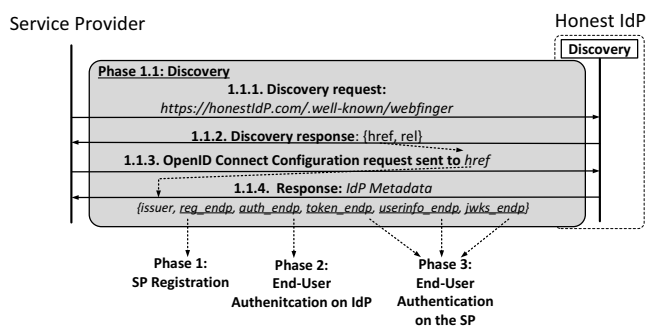 Service Provider
Honest IdP
Discovery
Phase 1.1: Discovery
1.1.1. Discovery request:
https://honestIdP.com/.well-known/webfinger
1.1.2. Discovery response: {href, rel}
1.1.3. OpenID Connect Configuration request sent to href
1.1.4. Response: IdP Metadata
{issuer, reg_endp, auth_endp, token_endp, userinfo_endp, jwks_endp}
Phase 1:
SP Registration
Phase 2:
End-User
Authenitcation on IdP
Phase 3:
End-User
Authentication
on the SP